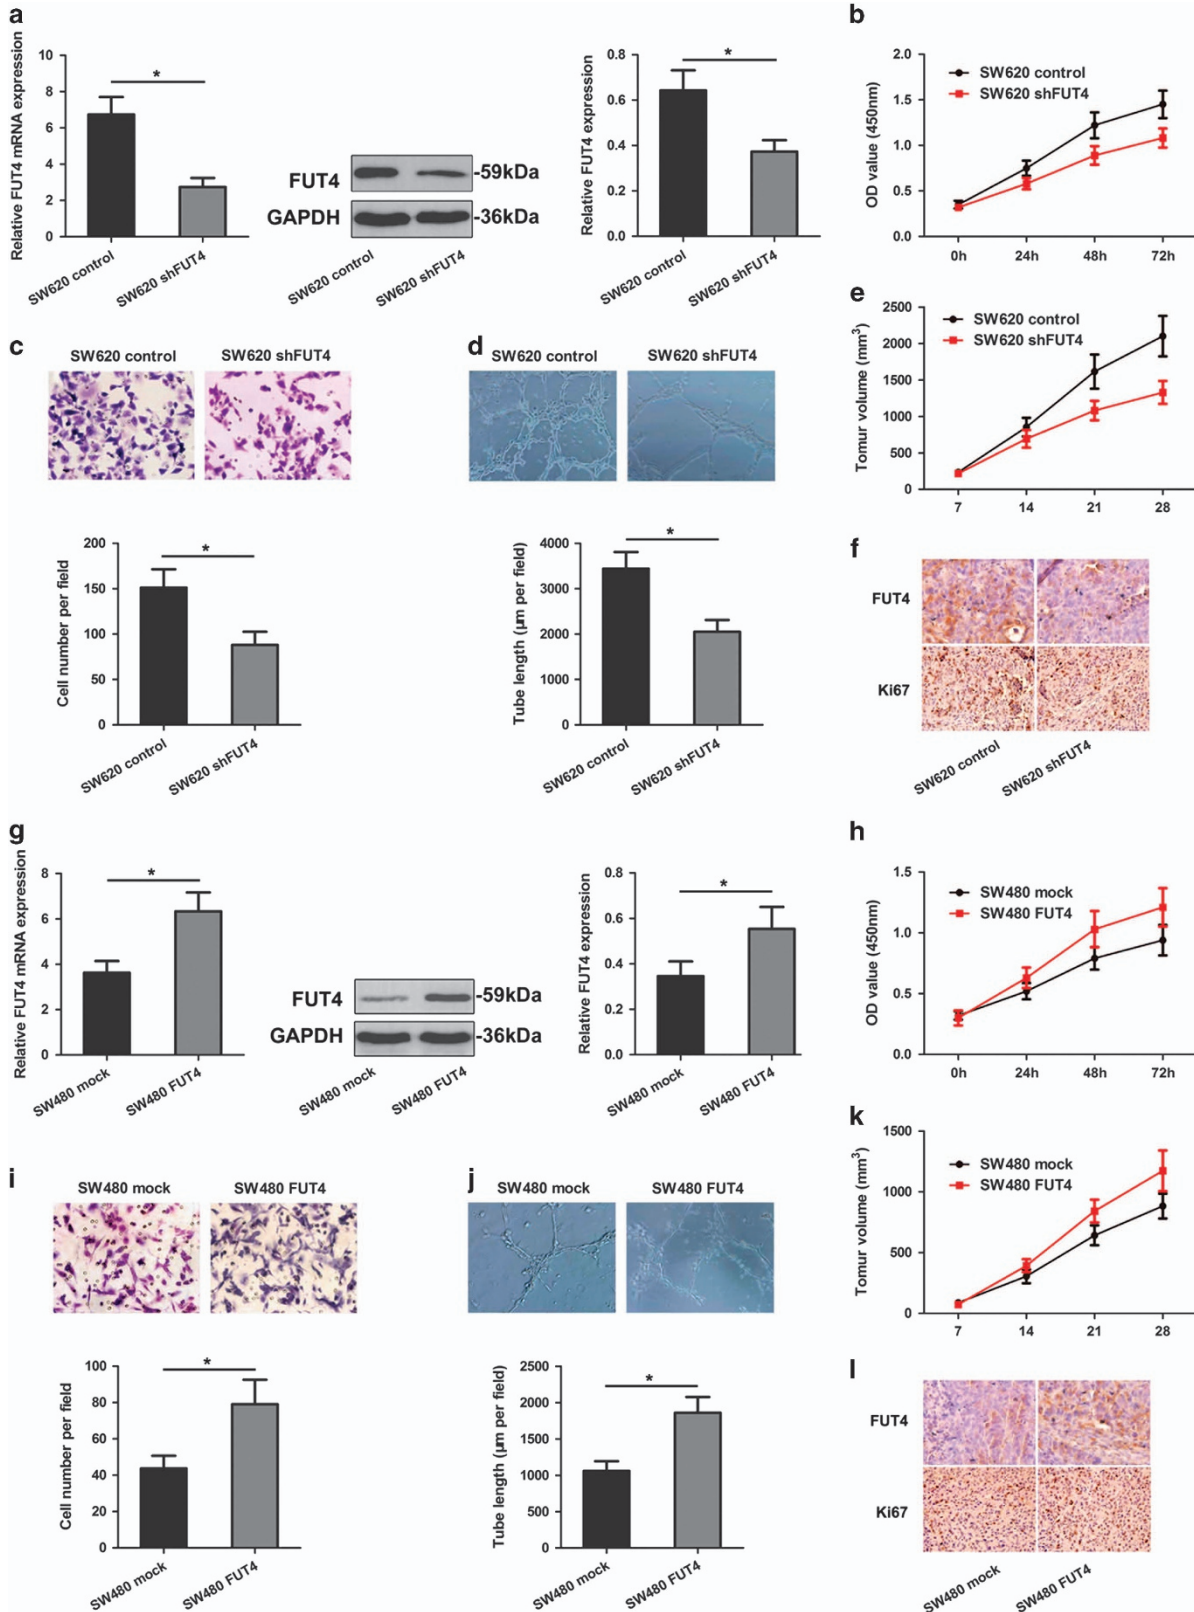 a
Relative FUT4 mRNA expression
10
8
6
4
2
0
*
SW620 control
SW620 shFUT4
FUT4
-59kDa
GAPDH
-36kDa
SW620 control
SW620 shFUT4
Relative FUT4 expression
0.8
0.6
0.4
0.2
0.0
*
SW620 control
SW620 shFUT4
b
OD value (450nm)
2.0
1.5
1.0
0.5
0.0
SW620 control
SW620 shFUT4
0h 24h 48h 72h
c
SW620 control SW620 shFUT4
Cell number per field
200
150
100
50
0
*
SW620 control
SW620 shFUT4
d
SW620 control SW620 shFUT4
Tube length (µm per field)
4000
3000
2000
1000
0
*
SW620 control
SW620 shFUT4
e
Tomur volume (mm³)
2500
2000
1500
1000
500
0
SW620 control
SW620 shFUT4
7 14 21 28
f
FUT4
Ki67
SW620 control
SW620 shFUT4
g
Relative FUT4 mRNA expression
8
6
4
2
0
*
SW480 mock
SW480 FUT4
FUT4
-59kDa
GAPDH
-36kDa
SW480 mock
SW480 FUT4
Relative FUT4 expression
0.8
0.6
0.4
0.2
0.0
*
SW480 mock
SW480 FUT4
h
OD value (450nm)
1.5
1.0
0.5
0.0
SW480 mock
SW480 FUT4
0h 24h 48h 72h
i
SW480 mock SW480 FUT4
Cell number per field
100
80
60
40
20
0
*
SW480 mock
SW480 FUT4
j
SW480 mock SW480 FUT4
Tube length (µm per field)
2500
2000
1500
1000
500
0
*
SW480 mock
SW480 FUT4
k
Tomur volume (mm³)
1500
1000
500
0
SW480 mock
SW480 FUT4
7 14 21 28
l
FUT4
Ki67
SW480 mock
SW480 FUT4